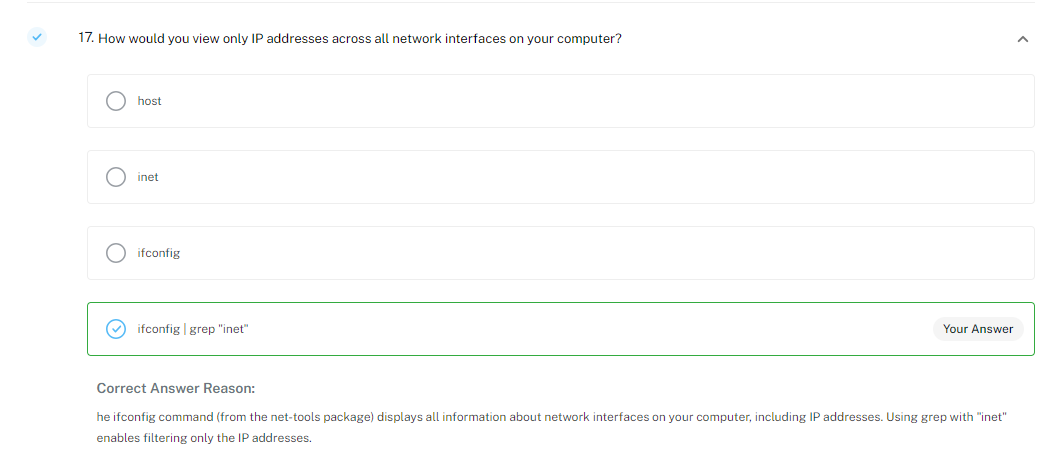 17. How would you view only IP addresses across all network interfaces on your computer?
host
inet
ifconfig
ifconfig | grep "inet"
Your Answer
Correct Answer Reason:
he ifconfig command (from the net-tools package) displays all information about network interfaces on your computer, including IP addresses. Using grep with "inet"
enables filtering only the IP addresses.